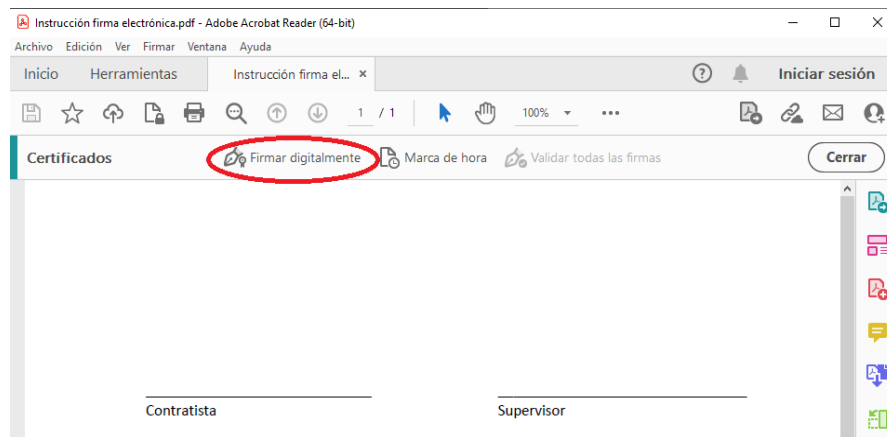 Instrucción firma electrónica.pdf - Adobe Acrobat Reader (64-bit)
Archivo Edición Ver Firmar Ventana Ayuda
Inicio Herramientas Instrucción firma el... × Iniciar sesión
1 / 1 100%
Certificados Firmar digitalmente Marca de hora Validar todas las firmas Cerrar
Contratista Supervisor